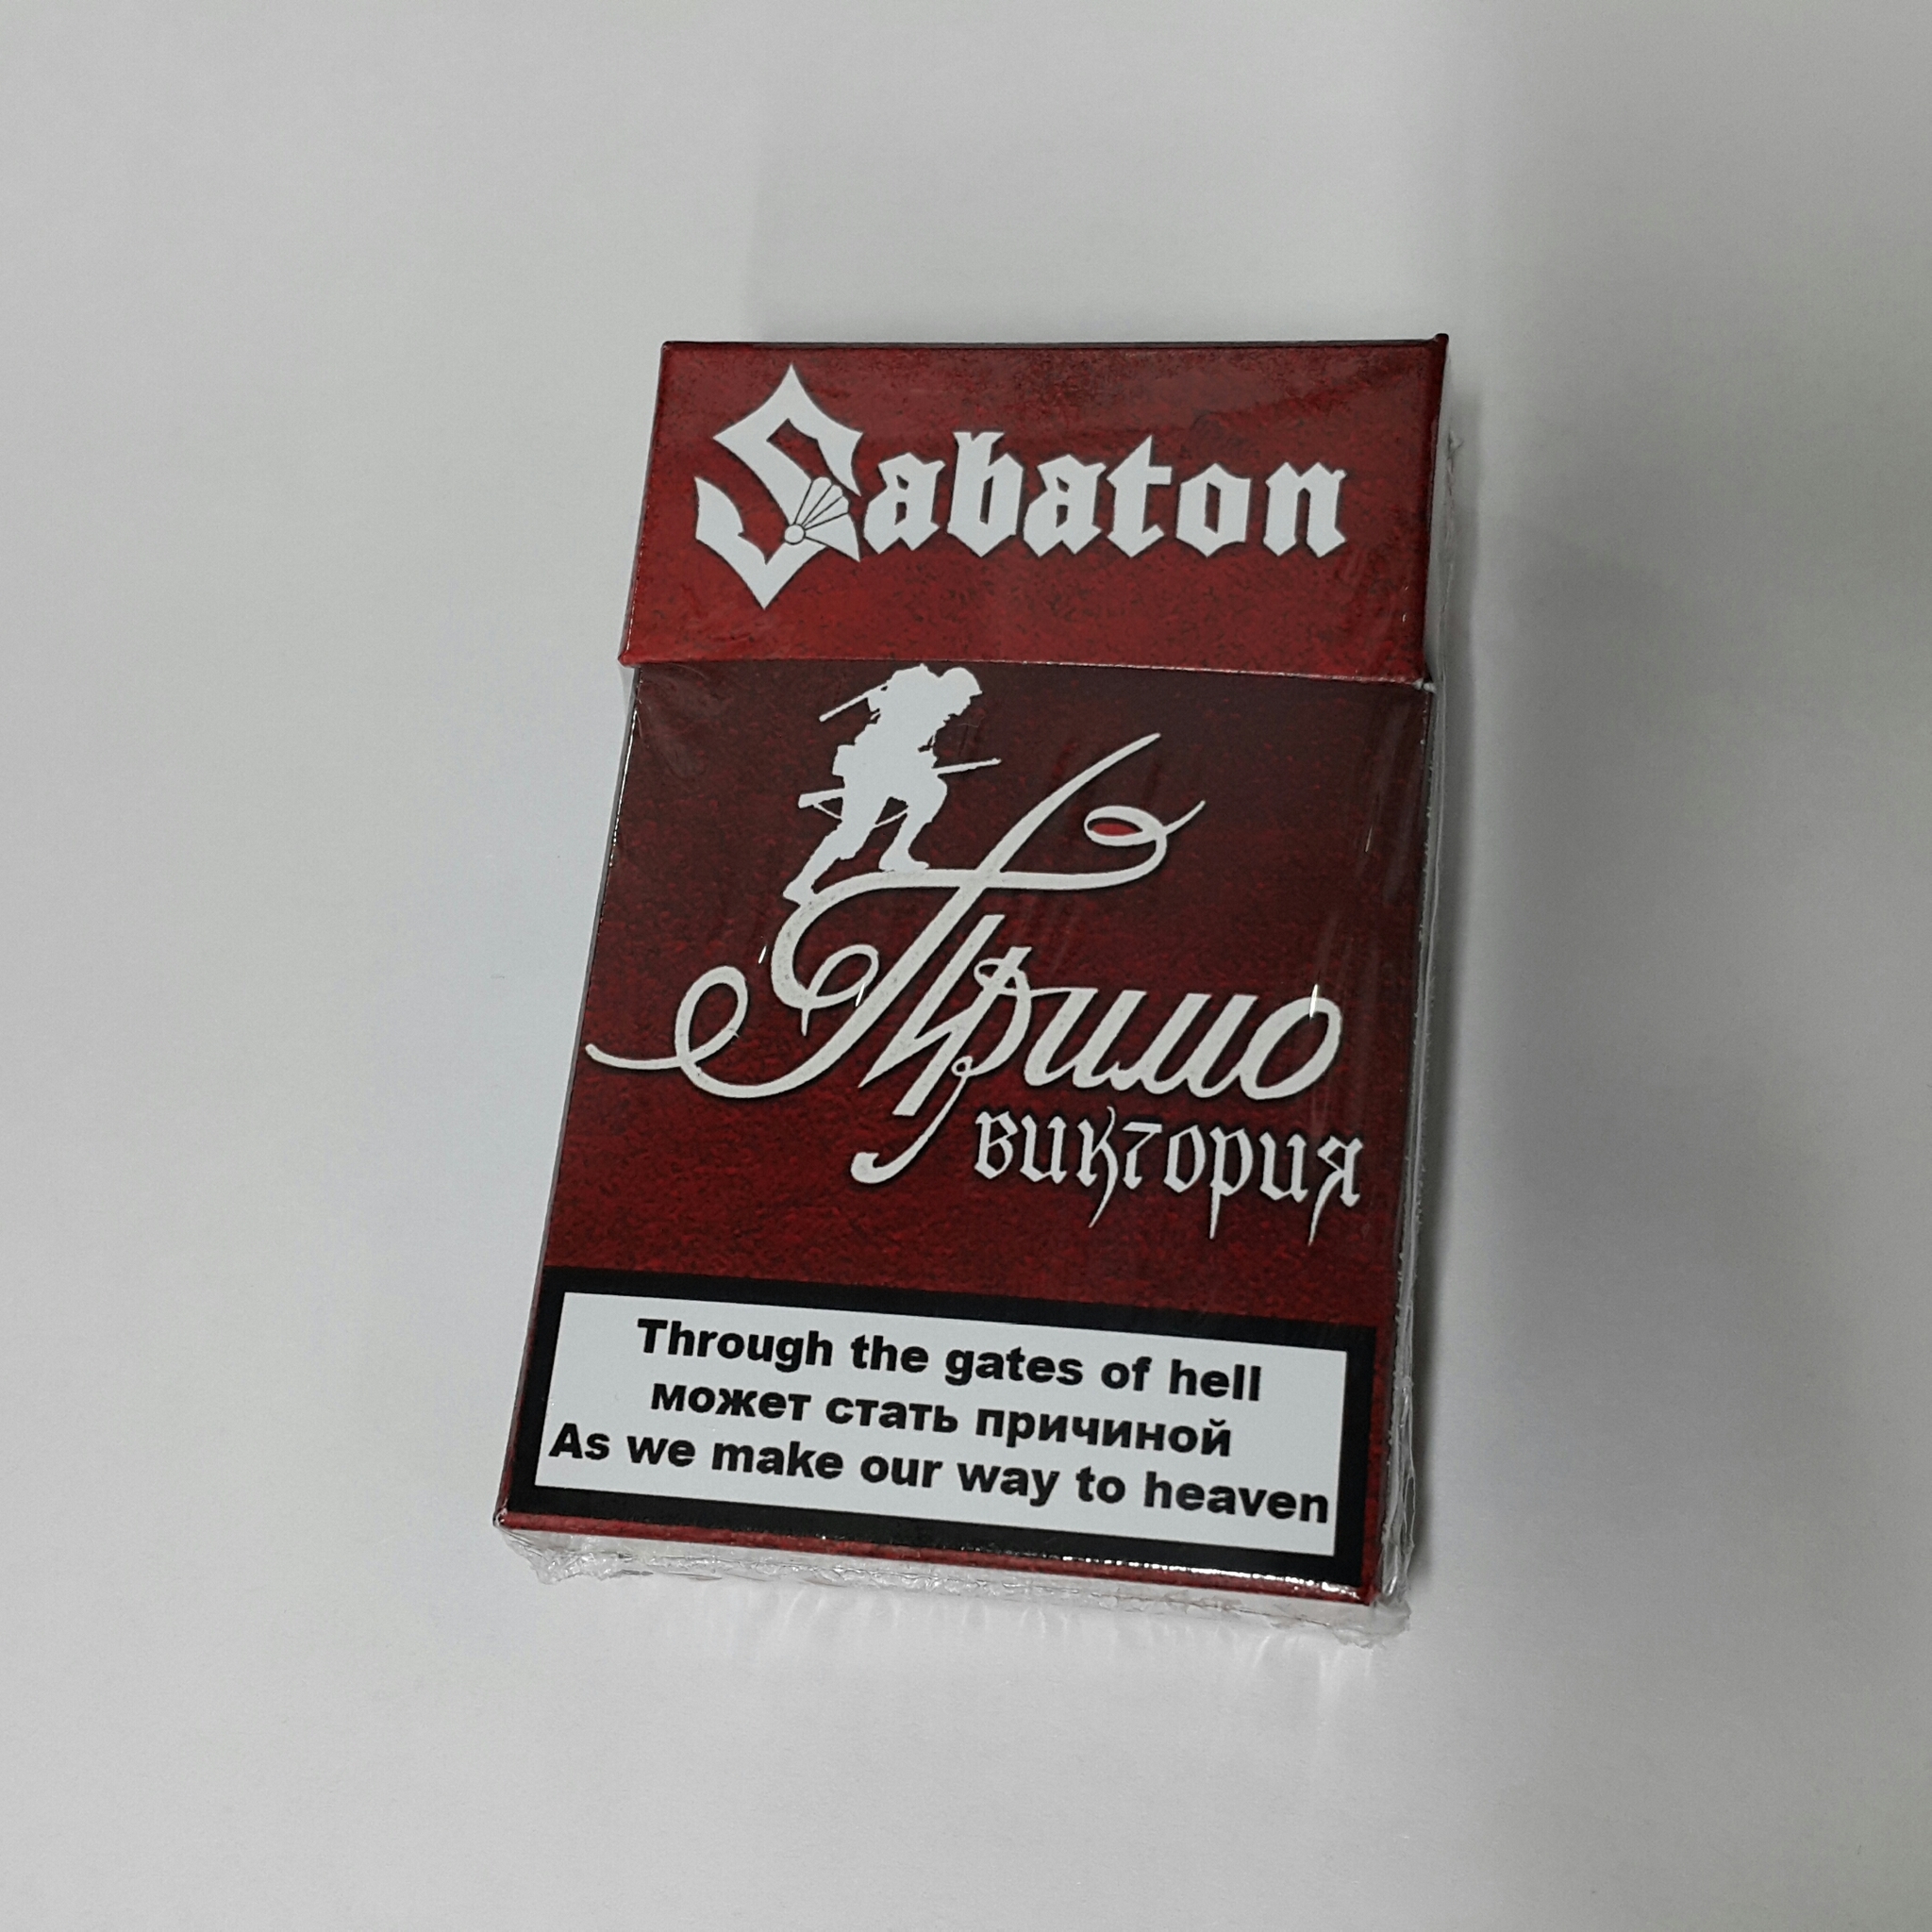 Sabaton
Примо
виктория
Through the gates of hell
может стать причиной
As we make our way to heaven